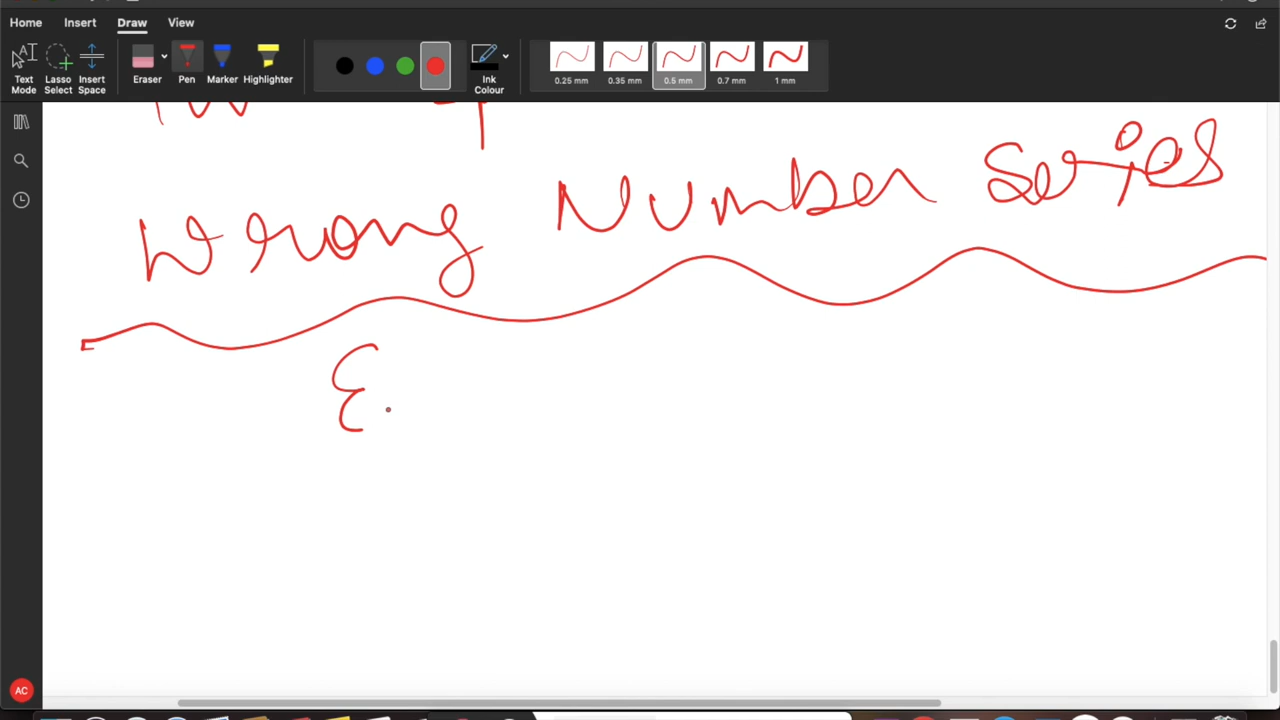 Home Insert Draw View
Text Mode
Lasso Select
Insert Space
Eraser
Pen
Marker
Highlighter
Ink Colour
0.25 mm
0.35 mm
0.5 mm
0.7 mm
1 mm
Wrong Number Series
E
AC